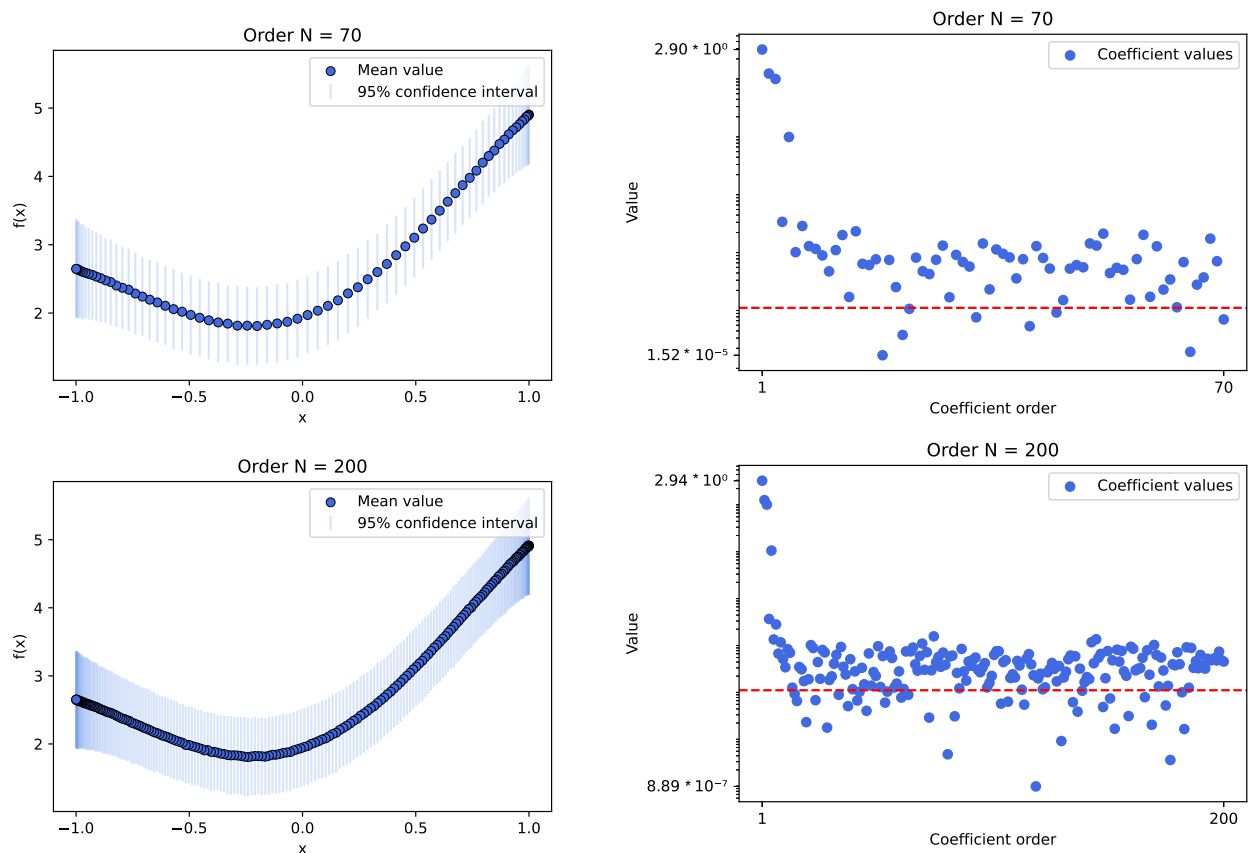 Order N = 70
Mean value
95% confidence interval
f(x)
5
4
3
2
−1.0 −0.5 0.0 0.5 1.0
x
Order N = 70
Coefficient values
Value
2.90 * 10⁰
1.52 * 10⁻⁵
1 70
Coefficient order
Order N = 200
Mean value
95% confidence interval
f(x)
5
4
3
2
−1.0 −0.5 0.0 0.5 1.0
x
Order N = 200
Coefficient values
Value
2.94 * 10⁰
8.89 * 10⁻⁷
1 200
Coefficient order